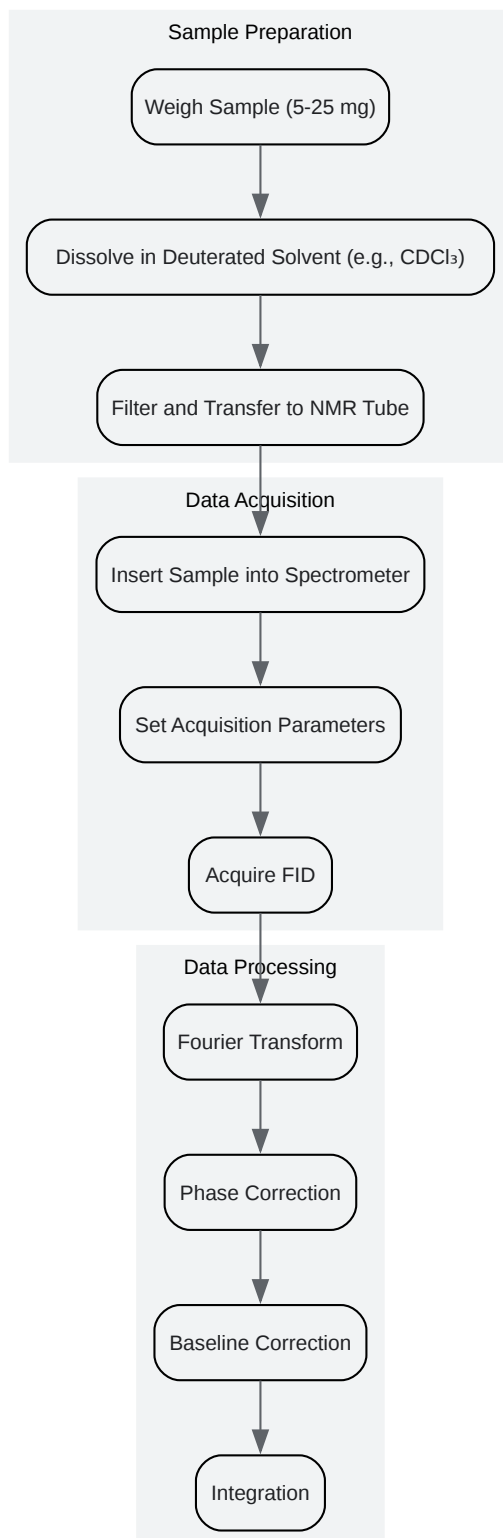 Sample Preparation
Weigh Sample (5-25 mg)
Dissolve in Deuterated Solvent (e.g., CDCl₃)
Filter and Transfer to NMR Tube
Data Acquisition
Insert Sample into Spectrometer
Set Acquisition Parameters
Acquire FID
Data Processing
Fourier Transform
Phase Correction
Baseline Correction
Integration